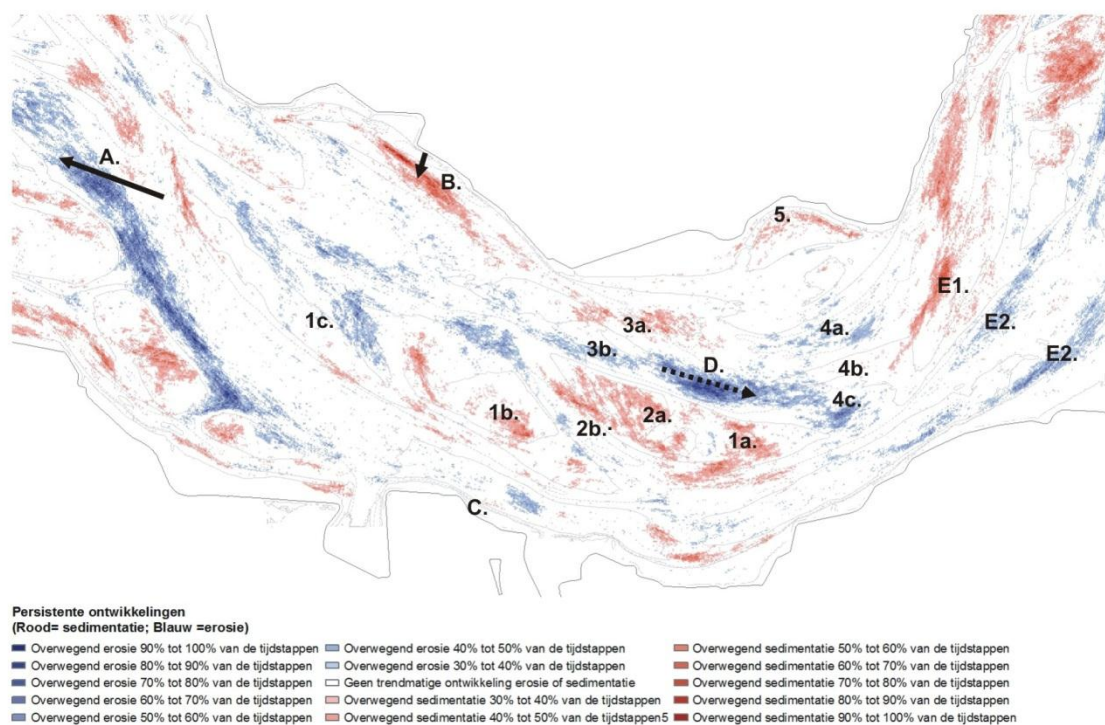 A.
B.
5.
E1.
1c.
3a.
4a.
E2.
3b.
D.
4b.
E2.
4c.
1b.
2a.
2b.
1a.
C.
Persistente ontwikkelingen
(Rood= sedimentatie; Blauw =erosie)
Overwegend erosie 90% tot 100% van de tijdstappen
Overwegend erosie 80% tot 90% van de tijdstappen
Overwegend erosie 70% tot 80% van de tijdstappen
Overwegend erosie 60% tot 70% van de tijdstappen
Overwegend erosie 50% tot 60% van de tijdstappen
Overwegend erosie 40% tot 50% van de tijdstappen
Overwegend erosie 30% tot 40% van de tijdstappen
Geen trendmatige ontwikkeling erosie of sedimentatie
Overwegend sedimentatie 30% tot 40% van de tijdstappen
Overwegend sedimentatie 40% tot 50% van de tijdstappen5
Overwegend sedimentatie 50% tot 60% van de tijdstappen
Overwegend sedimentatie 60% tot 70% van de tijdstappen
Overwegend sedimentatie 70% tot 80% van de tijdstappen
Overwegend sedimentatie 80% tot 90% van de tijdstappen
Overwegend sedimentatie 90% tot 100% van de tijdstappen